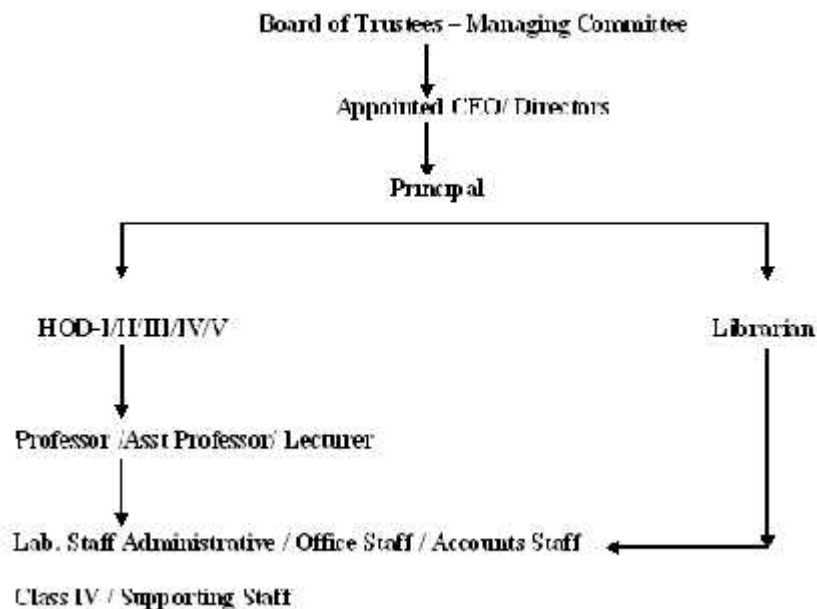 Board of Trustees – Managing Committee
Appointed CEO/ Directors
Principal
HOD-I/II/III/IV/V
Librarian
Professor /Asst Professor/ Lecturer
Lab. Staff Administrative / Office Staff / Accounts Staff
Class IV / Supporting Staff